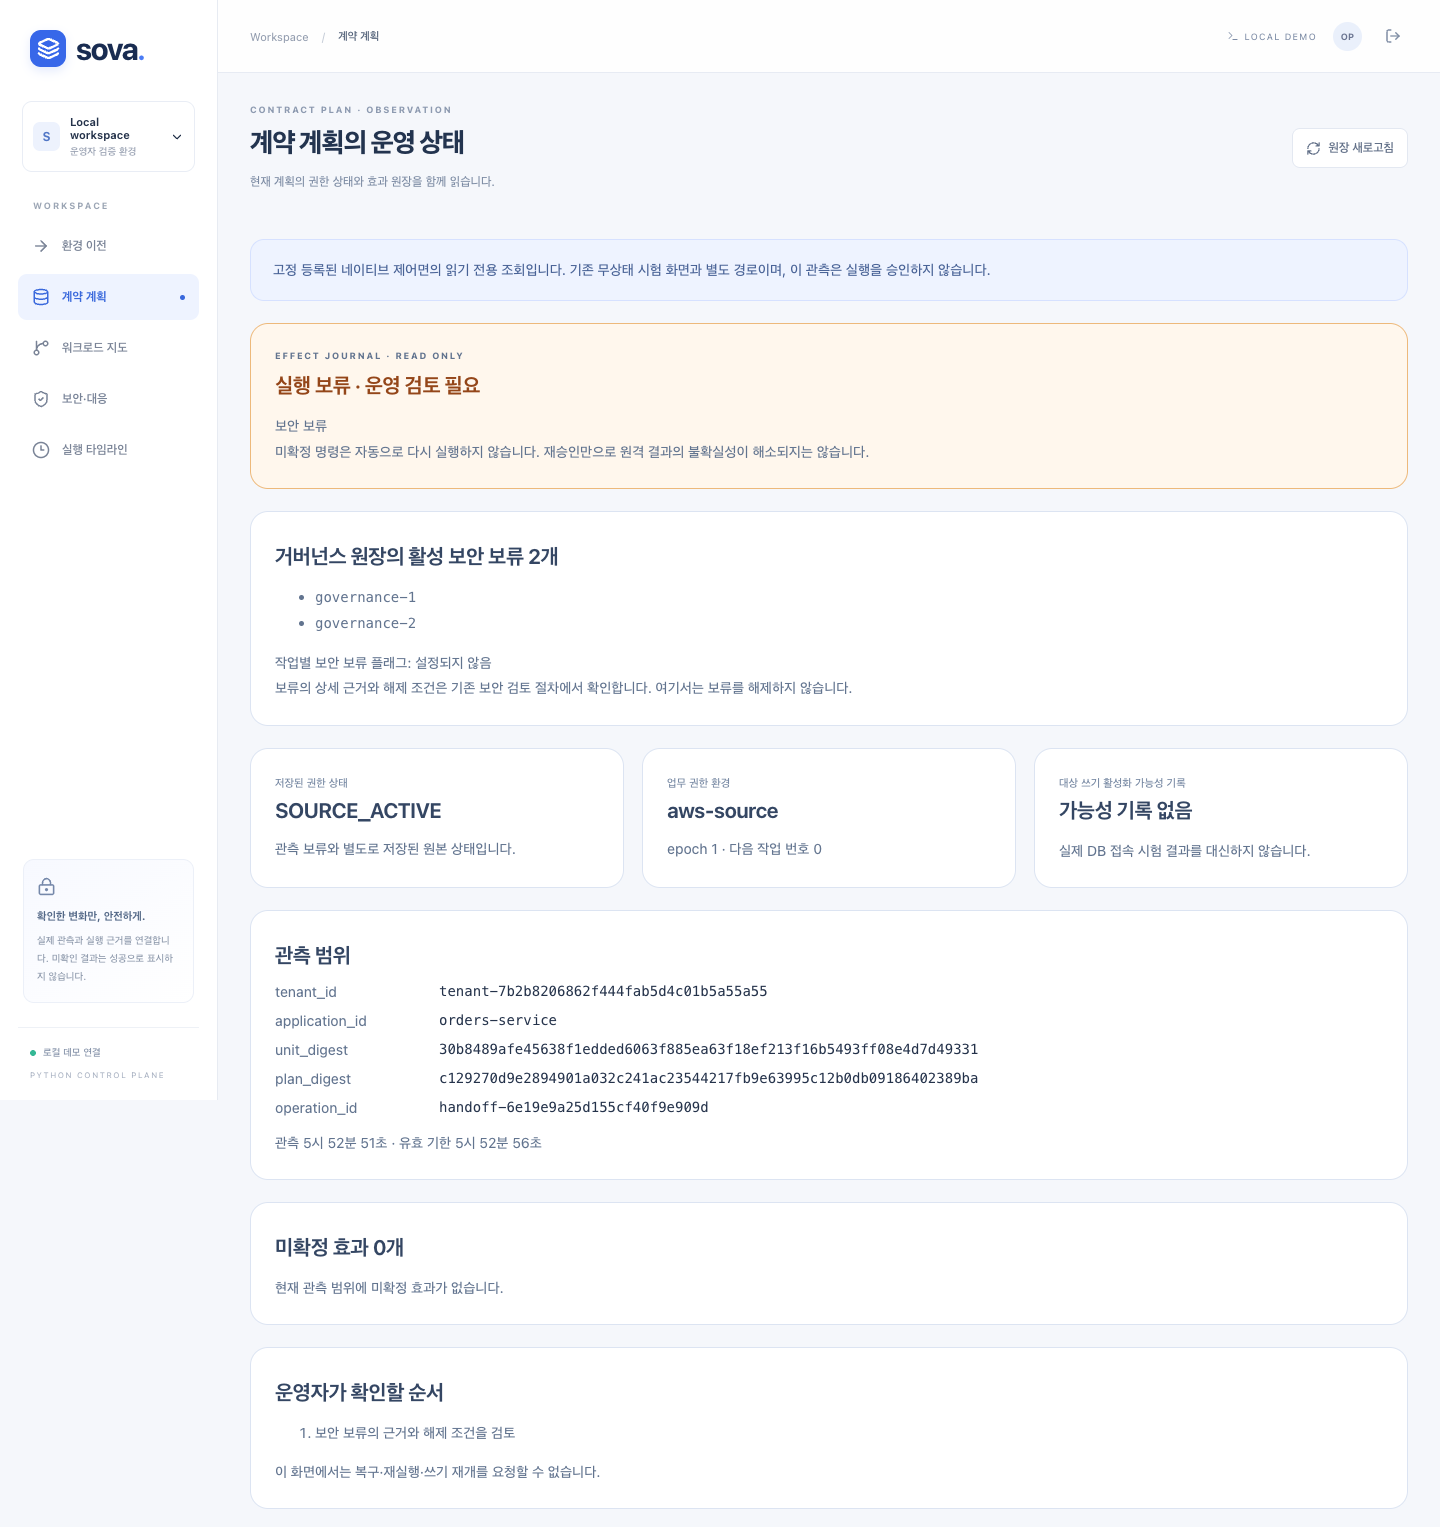 sova.
Local
workspace
S
운영자 검증 환경
WORKSPACE
환경 이전
계약 계획
워크로드 지도
보안·대응
실행 타임라인
확인한 변화만, 안전하게.
실제 관측과 실행 근거를 연결합니
다. 미확인 결과는 성공으로 표시하
지 않습니다.
로컬 데모 연결
PYTHON CONTROL PLANE
Workspace / 계약 계획
LOCAL DEMO
OP
CONTRACT PLAN · OBSERVATION
계약 계획의 운영 상태
현재 계획의 권한 상태와 효과 원장을 함께 읽습니다.
원장 새로고침
고정 등록된 네이티브 제어면의 읽기 전용 조회입니다. 기존 무상태 시험 화면과 별도 경로이며, 이 관측은 실행을 승인하지 않습니다.
EFFECT JOURNAL · READ ONLY
실행 보류 · 운영 검토 필요
보안 보류
미확정 명령은 자동으로 다시 실행하지 않습니다. 재승인만으로 원격 결과의 불확실성이 해소되지는 않습니다.
거버넌스 원장의 활성 보안 보류 2개
• governance-1
• governance-2
작업별 보안 보류 플래그: 설정되지 않음
보류의 상세 근거와 해제 조건은 기존 보안 검토 절차에서 확인합니다. 여기서는 보류를 해제하지 않습니다.
저장된 권한 상태
SOURCE_ACTIVE
관측 보류와 별도로 저장된 원본 상태입니다.
업무 권한 환경
aws-source
epoch 1 · 다음 작업 번호 0
대상 쓰기 활성화 가능성 기록
가능성 기록 없음
실제 DB 접속 시험 결과를 대신하지 않습니다.
관측 범위
tenant_id tenant-7b2b8206862f444fab5d4c01b5a55a55
application_id orders-service
unit_digest 30b8489afe45638f1edded6063f885ea63f18ef213f16b5493ff08e4d7d49331
plan_digest c129270d9e2894901a032c241ac23544217fb9e63995c12b0db09186402389ba
operation_id handoff-6e19e9a25d155cf40f9e909d
관측 5시 52분 51초 · 유효 기한 5시 52분 56초
미확정 효과 0개
현재 관측 범위에 미확정 효과가 없습니다.
운영자가 확인할 순서
1. 보안 보류의 근거와 해제 조건을 검토
이 화면에서는 복구·재실행·쓰기 재개를 요청할 수 없습니다.